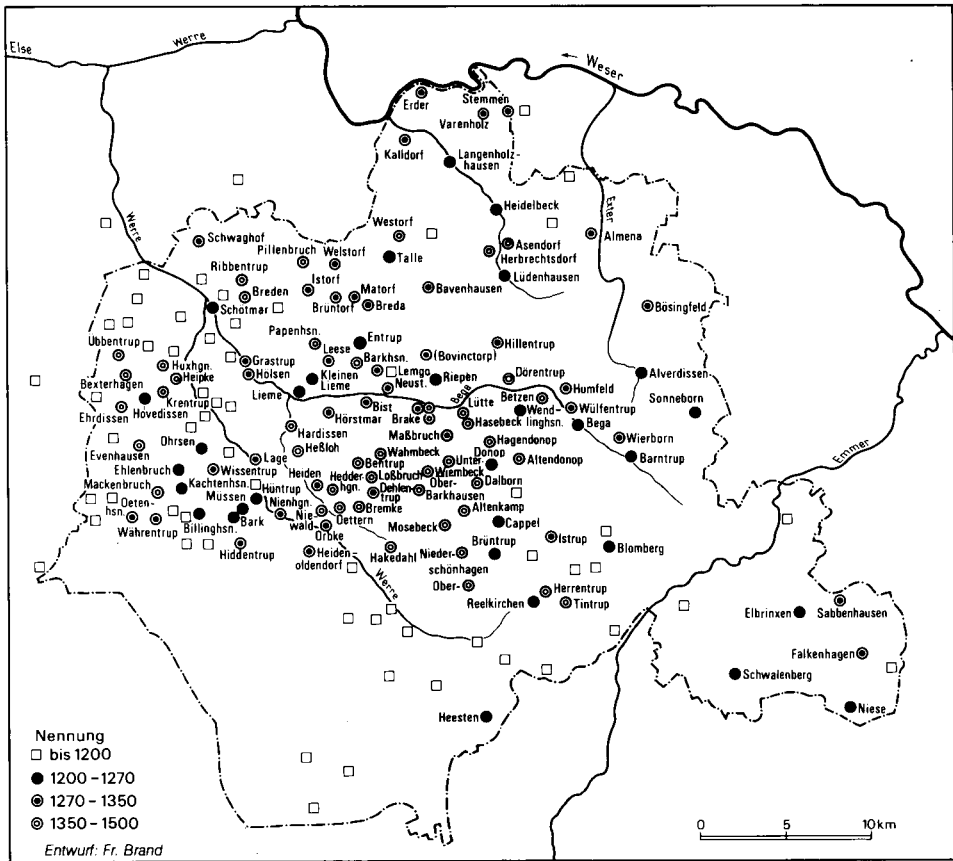 Else
Werre
Weser
Erder
Stemmen
Varenholz
Kalldorf
Langenholz-
hausen
Heidelbeck
Exter
Almena
Werre
Westorf
Schwaghof
Talle
Asendorf
Herbrechtsdorf
Pillenbruch
Welstorf
Lüdenhausen
Ribbentrup
Istorf
Matorf
Bavenhausen
Breden
Brüntorf
Breda
Bösingfeld
Schötmar
Papenhsn.
Entrup
Hillentrup
Ubbentrup
Leese
Barkhsn.
(Bovinctorp)
Grastrup
Lemgo
Huxhgn.
Heipke
Holsen
Kleinen
Lieme
Neust.
Riepen
Dörentrup
Humfeld
Alverdissen
Bexterhagen
Lieme
Bega
Betzen
Sonneborn
Krentrup
Bist
Lütte
Wülfentrup
Ehrdissen
Hovedissen
Hörstmar
Brake
Hasebeck
Wend-
linghsn.
Bega
Emmer
Hardissen
Maßbruch
Hagendonop
Wierborn
Evenhausen
Ohrsen
Heßloh
Wahmbeck
Donop
Barntrup
Lage
Bentrup
Unter-
Altendonop
Ehlenbruch
Wissentrup
Wiembeck
Mackenbruch
Kachtenhsn.
Heiden
Hedder-
hgn.
Loßbruch
Ober-
Dalborn
Oeten-
hsn.
Hüntrup
Dehlen-
trup
Barkhausen
Müssen
Nienhgn.
Nie-
wald
Bremke
Altenkamp
Währentrup
Billinghsn.
Bark
Oettern
Mosebeck
Cappel
Orbke
Hiddentrup
Heiden-
oldendorf
Hakedahl
Nieder-
schönhagen
Brüntrup
Istrup
Blomberg
Ober-
Werre
Reelkirchen
Herrentrup
Tintrup
Elbrinxen
Sabbenhausen
Falkenhagen
Schwalenberg
Niese
Heesten
Nennung
bis 1200
1200 – 1270
1270 – 1350
1350 – 1500
Entwurf: Fr. Brand
0 5 10 km